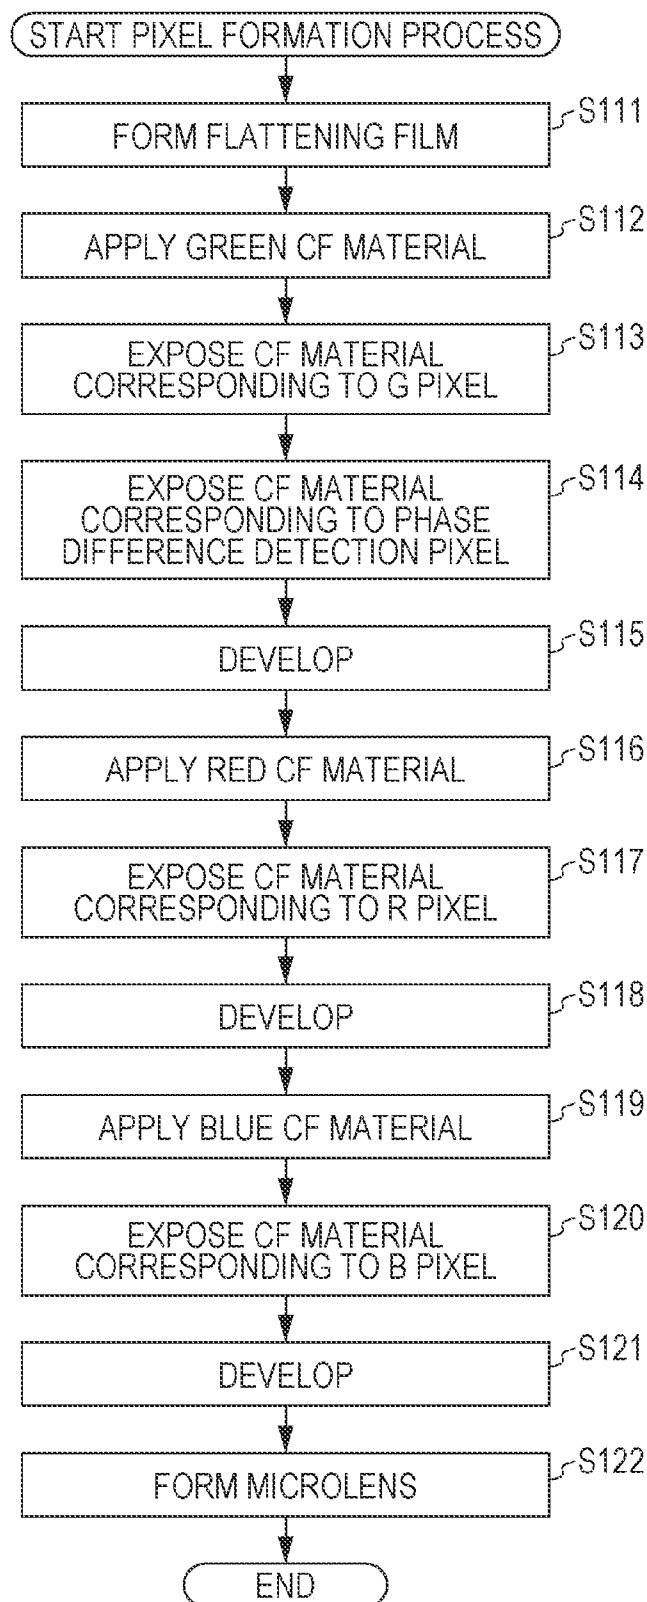 START PIXEL FORMATION PROCESS
S111
FORM FLATTENING FILM
S112
APPLY GREEN CF MATERIAL
S113
EXPOSE CF MATERIAL
CORRESPONDING TO G PIXEL
S114
EXPOSE CF MATERIAL
CORRESPONDING TO PHASE
DIFFERENCE DETECTION PIXEL
S115
DEVELOP
S116
APPLY RED CF MATERIAL
S117
EXPOSE CF MATERIAL
CORRESPONDING TO R PIXEL
S118
DEVELOP
S119
APPLY BLUE CF MATERIAL
S120
EXPOSE CF MATERIAL
CORRESPONDING TO B PIXEL
S121
DEVELOP
S122
FORM MICROLENS
END